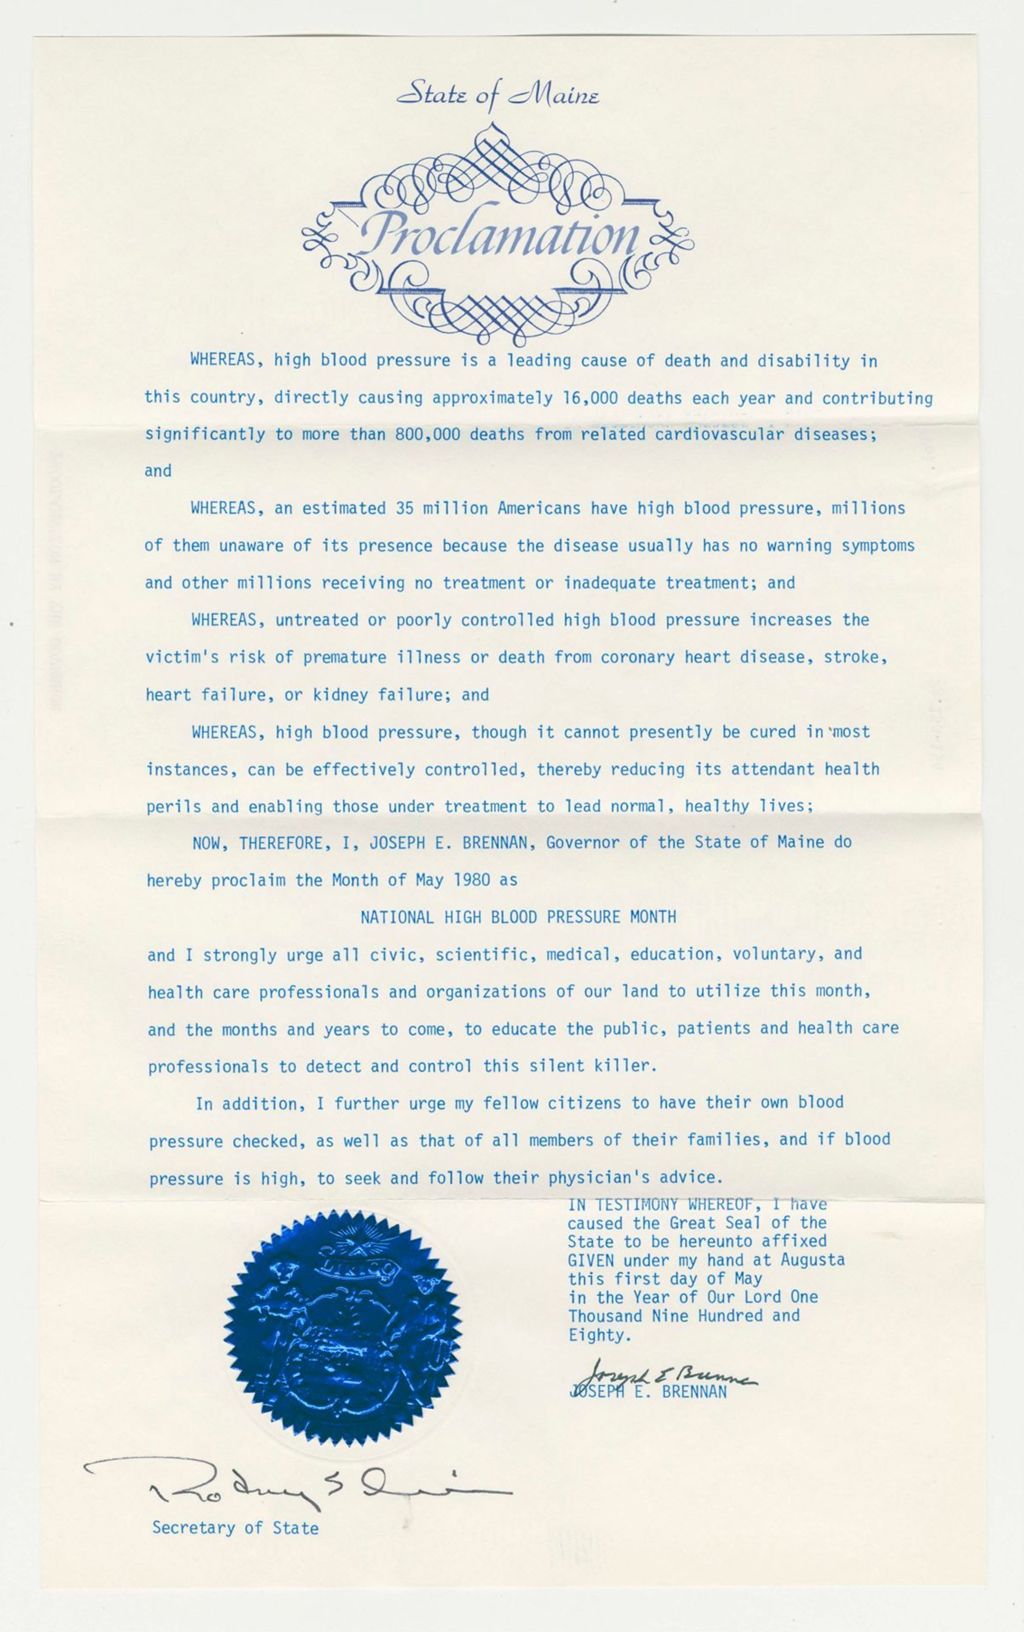 State of Maine
Proclamation
WHEREAS, high blood pressure is a leading cause of death and disability in
this country, directly causing approximately 16,000 deaths each year and contributing
significantly to more than 800,000 deaths from related cardiovascular diseases;
and
WHEREAS, an estimated 35 million Americans have high blood pressure, millions
of them unaware of its presence because the disease usually has no warning symptoms
and other millions receiving no treatment or inadequate treatment; and
WHEREAS, untreated or poorly controlled high blood pressure increases the
victim's risk of premature illness or death from coronary heart disease, stroke,
heart failure, or kidney failure; and
WHEREAS, high blood pressure, though it cannot presently be cured in most
instances, can be effectively controlled, thereby reducing its attendant health
perils and enabling those under treatment to lead normal, healthy lives;
NOW, THEREFORE, I, JOSEPH E. BRENNAN, Governor of the State of Maine do
hereby proclaim the Month of May 1980 as
NATIONAL HIGH BLOOD PRESSURE MONTH
and I strongly urge all civic, scientific, medical, education, voluntary, and
health care professionals and organizations of our land to utilize this month,
and the months and years to come, to educate the public, patients and health care
professionals to detect and control this silent killer.
In addition, I further urge my fellow citizens to have their own blood
pressure checked, as well as that of all members of their families, and if blood
pressure is high, to seek and follow their physician's advice.
IN TESTIMONY WHEREOF, I have
caused the Great Seal of the
State to be hereunto affixed
GIVEN under my hand at Augusta
this first day of May
in the Year of Our Lord One
Thousand Nine Hundred and
Eighty.
DIRIGO
Joseph E Brennan
JOSEPH E. BRENNAN
Rodney S
Secretary of State